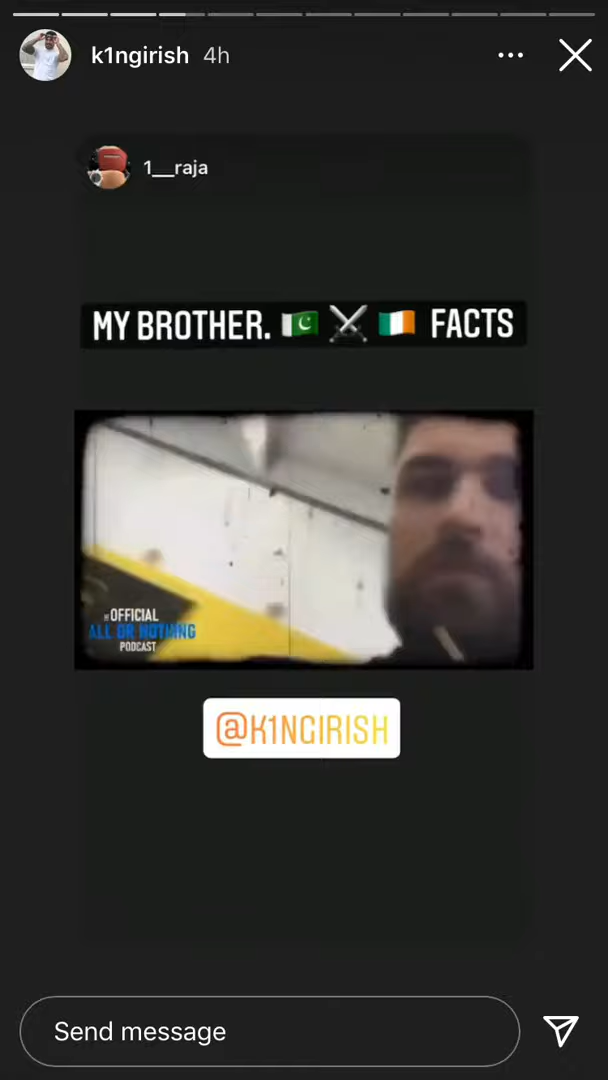 k1ngirish 4h
1__raja
MY BROTHER. 🇵🇰 ⚔️ 🇮🇪 FACTS
OFFICIAL
ALL OR NOTHING
PODCAST
@K1NGIRISH
Send message